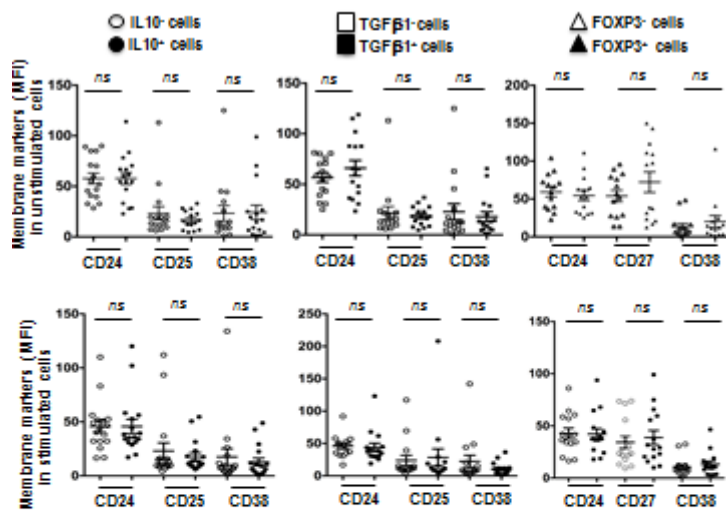 IL10- cells
IL10+ cells
TGFβ1- cells
TGFβ1+ cells
FOXP3- cells
FOXP3+ cells
Membrane markers (MFI)
in unstimulated cells
150
100
50
0
ns
ns
ns
CD24
CD25
CD38
150
100
50
0
ns
ns
ns
CD24
CD25
CD38
200
150
100
50
0
ns
ns
ns
CD24
CD27
CD38
Membrane markers (MFI)
in stimulated cells
150
100
50
0
ns
ns
ns
CD24
CD25
CD38
250
200
150
100
50
0
ns
ns
ns
CD24
CD25
CD38
150
100
50
0
ns
ns
ns
CD24
CD27
CD38